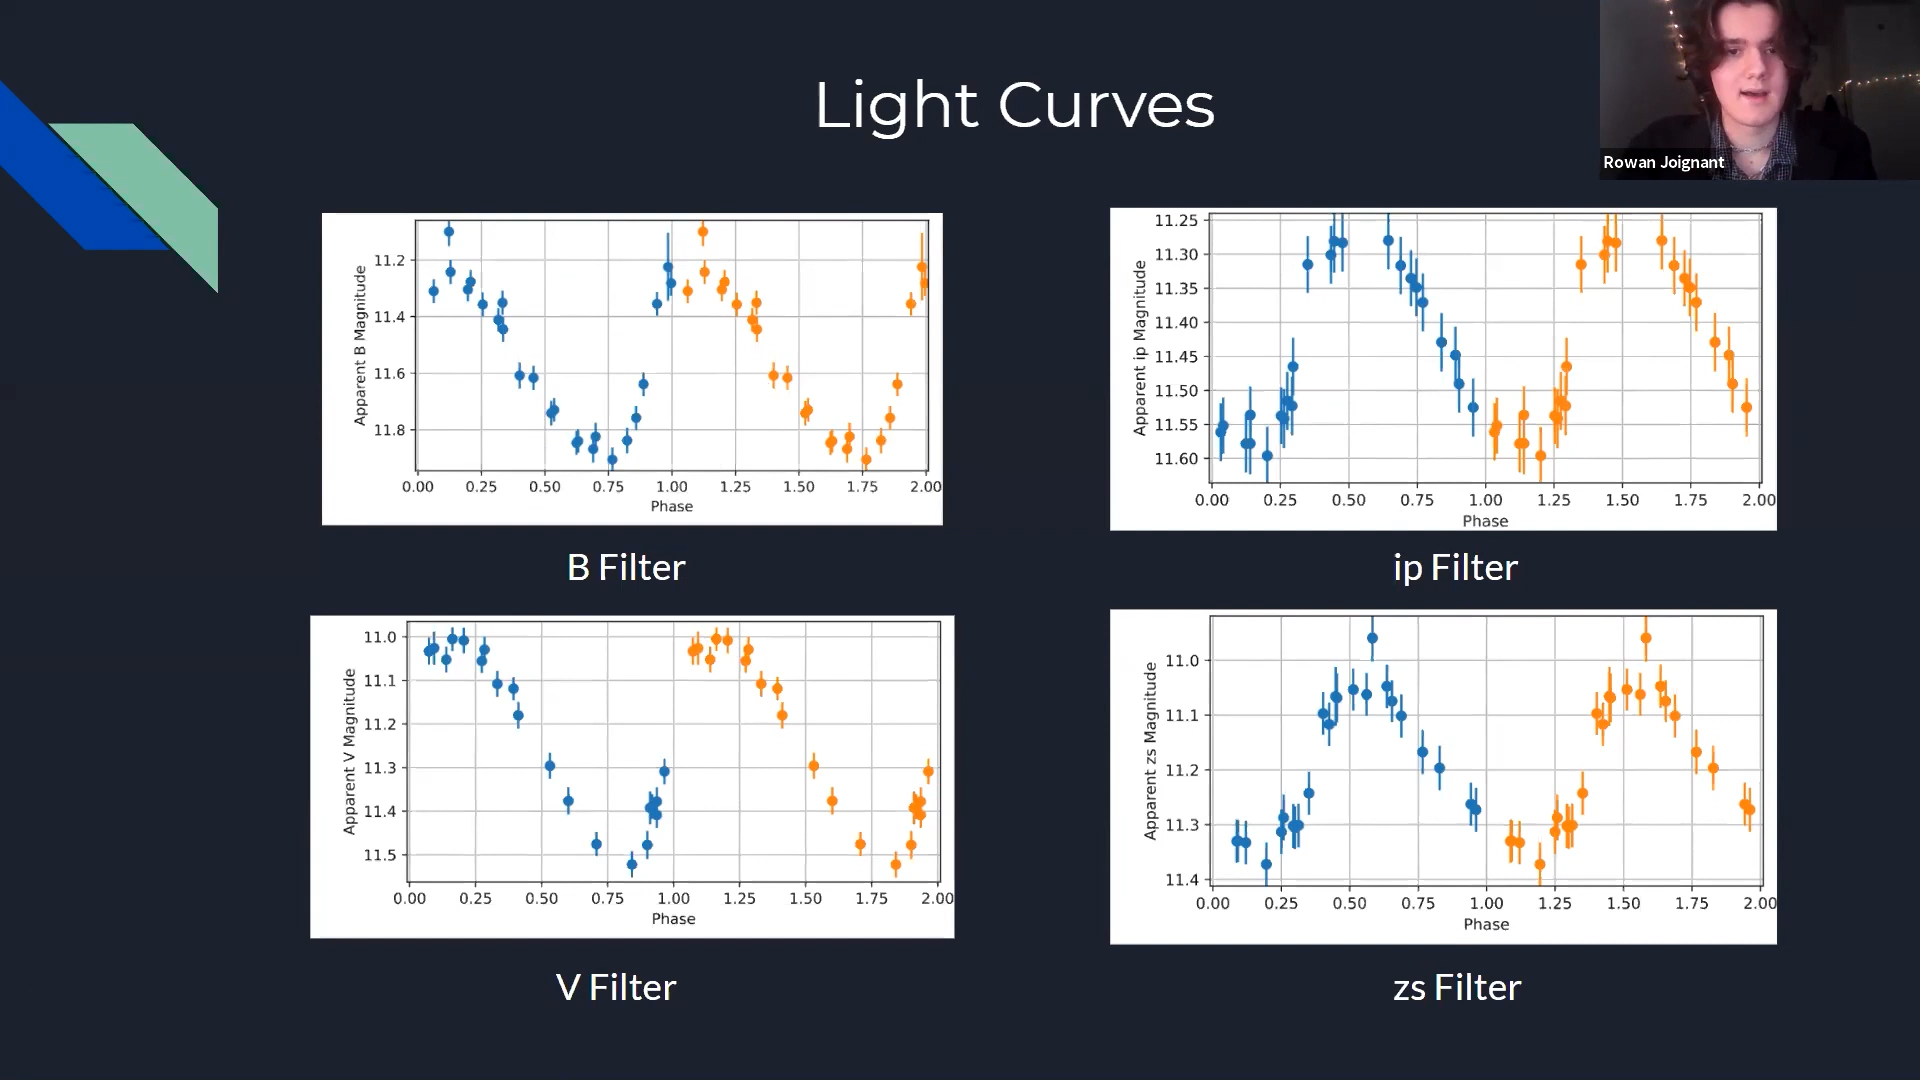 Light Curves
Rowan Joignant
11.2
11.4
11.6
11.8
Apparent B Magnitude
0.00 0.25 0.50 0.75 1.00 1.25 1.50 1.75 2.00
Phase
B Filter
11.25
11.30
11.35
11.40
11.45
11.50
11.55
11.60
Apparent ip Magnitude
0.00 0.25 0.50 0.75 1.00 1.25 1.50 1.75 2.00
Phase
ip Filter
11.0
11.1
11.2
11.3
11.4
11.5
Apparent V Magnitude
0.00 0.25 0.50 0.75 1.00 1.25 1.50 1.75 2.00
Phase
V Filter
11.0
11.1
11.2
11.3
11.4
Apparent zs Magnitude
0.00 0.25 0.50 0.75 1.00 1.25 1.50 1.75 2.00
Phase
zs Filter